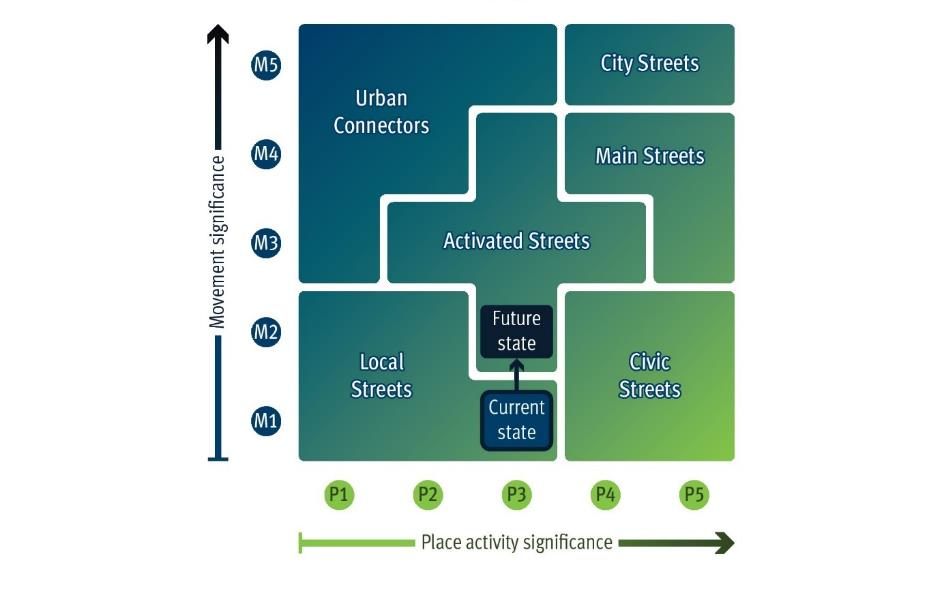 M5
City Streets
Urban
Connectors
M4
Main Streets
Movement significance
M3
Activated Streets
M2
Future
state
Local
Streets
Civic
Streets
M1
Current
state
P1
P2
P3
P4
P5
Place activity significance